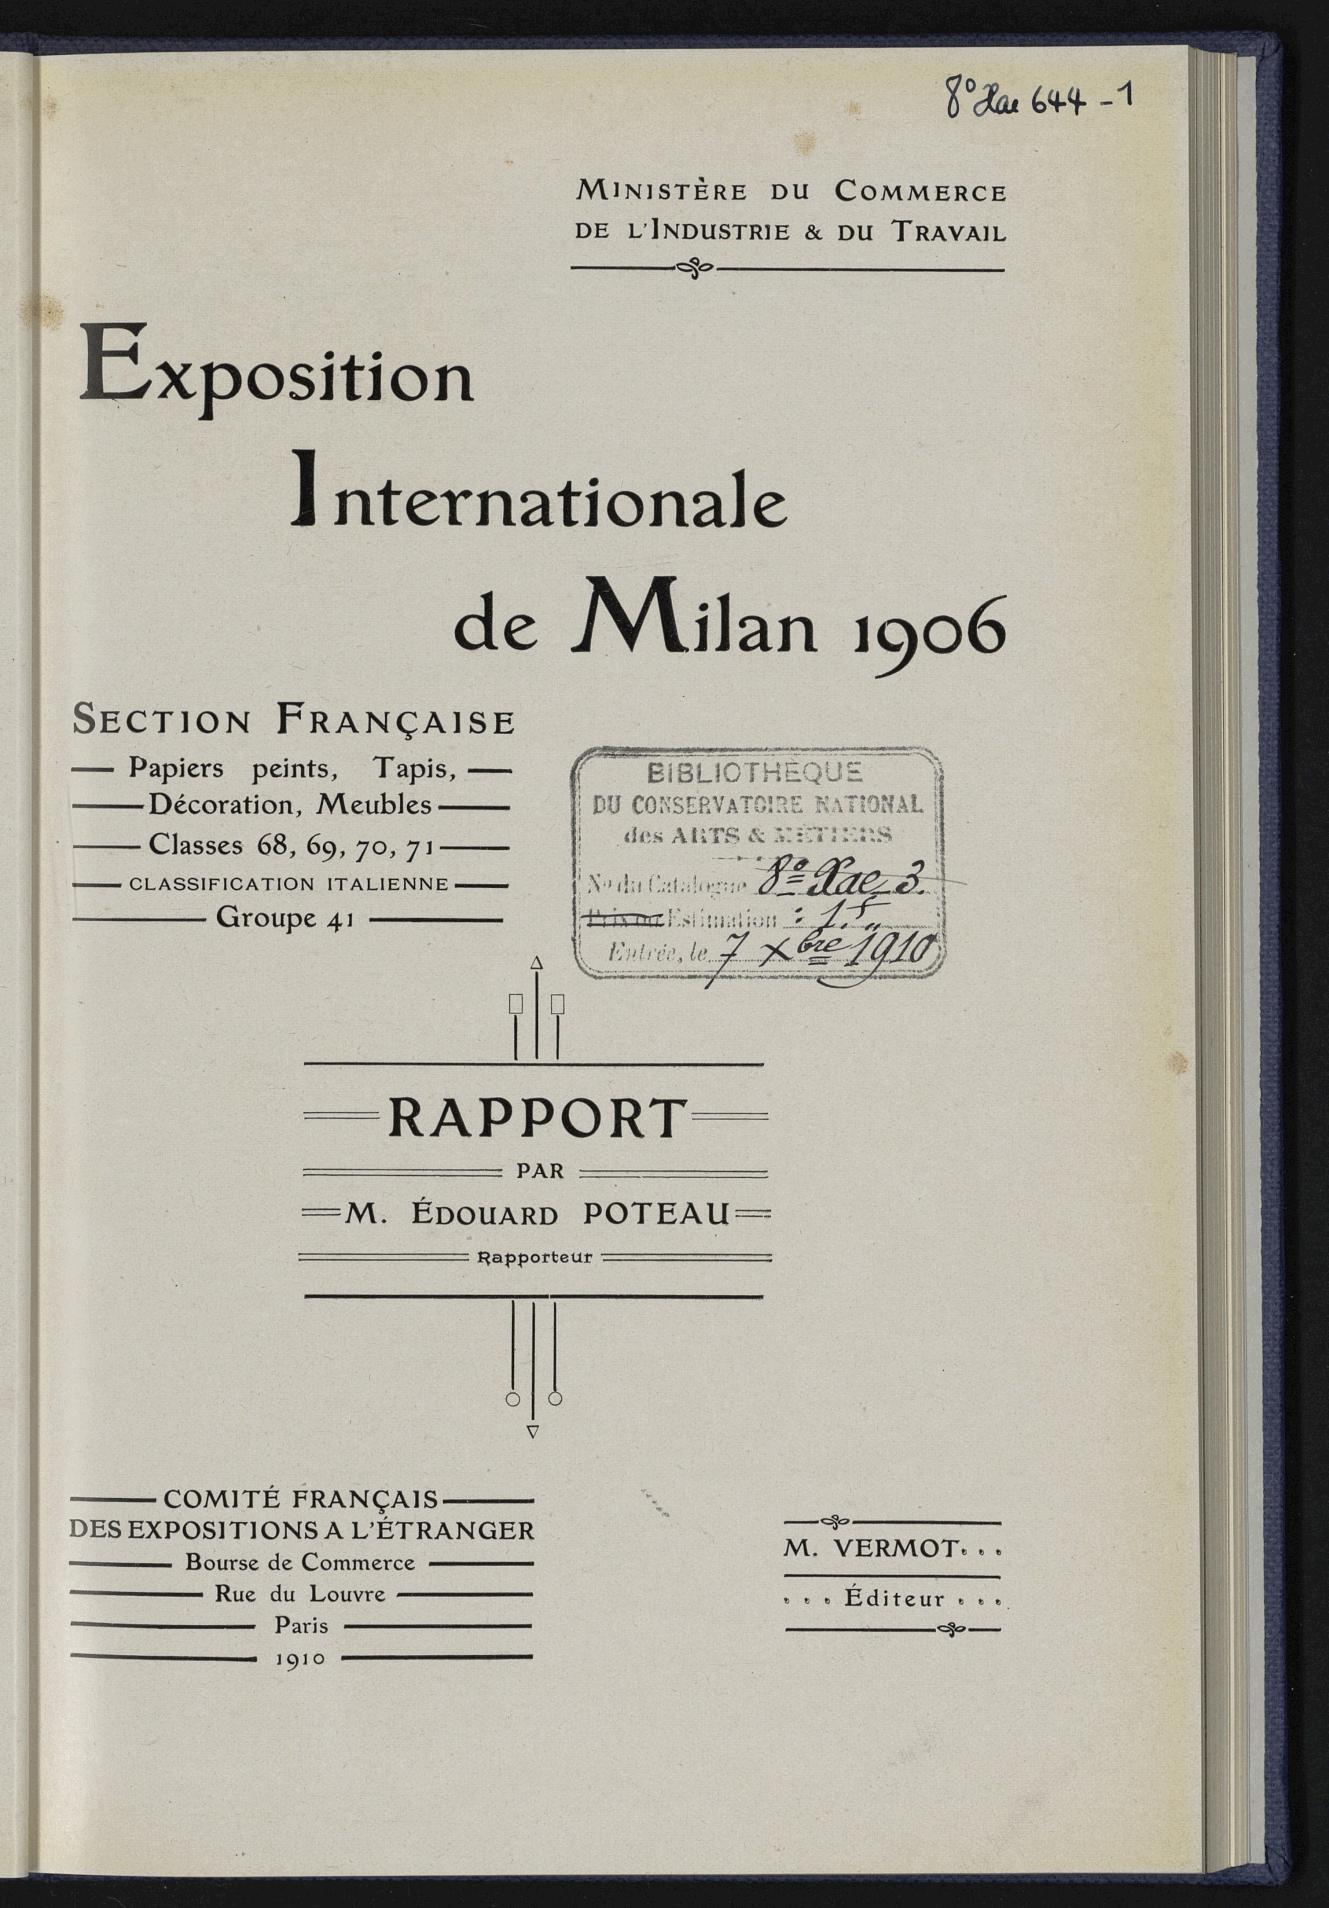 8° Xae 644 - 1
MINISTÈRE DU COMMERCE
DE L'INDUSTRIE & DU TRAVAIL
Exposition
Internationale
de Milan 1906
SECTION FRANÇAISE
Papiers peints, Tapis,
Décoration, Meubles
Classes 68, 69, 70, 71
CLASSIFICATION ITALIENNE
Groupe 41
BIBLIOTHÈQUE
DU CONSERVATOIRE NATIONAL
des ARTS & MÉTIERS
No du Catalogue 8° Xae 3.
Prix ou Estimation : 1.f „
Entrée, le 7 Xbre 1910
RAPPORT
PAR
M. ÉDOUARD POTEAU
Rapporteur
COMITÉ FRANÇAIS
DES EXPOSITIONS A L'ÉTRANGER
Bourse de Commerce
Rue du Louvre
Paris
1910
M. VERMOT
Éditeur